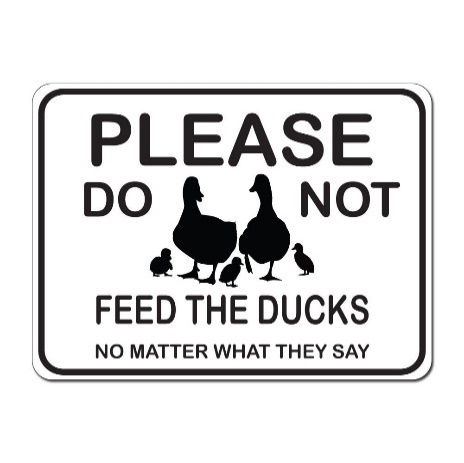 PLEASE
DO NOT
FEED THE DUCKS
NO MATTER WHAT THEY SAY